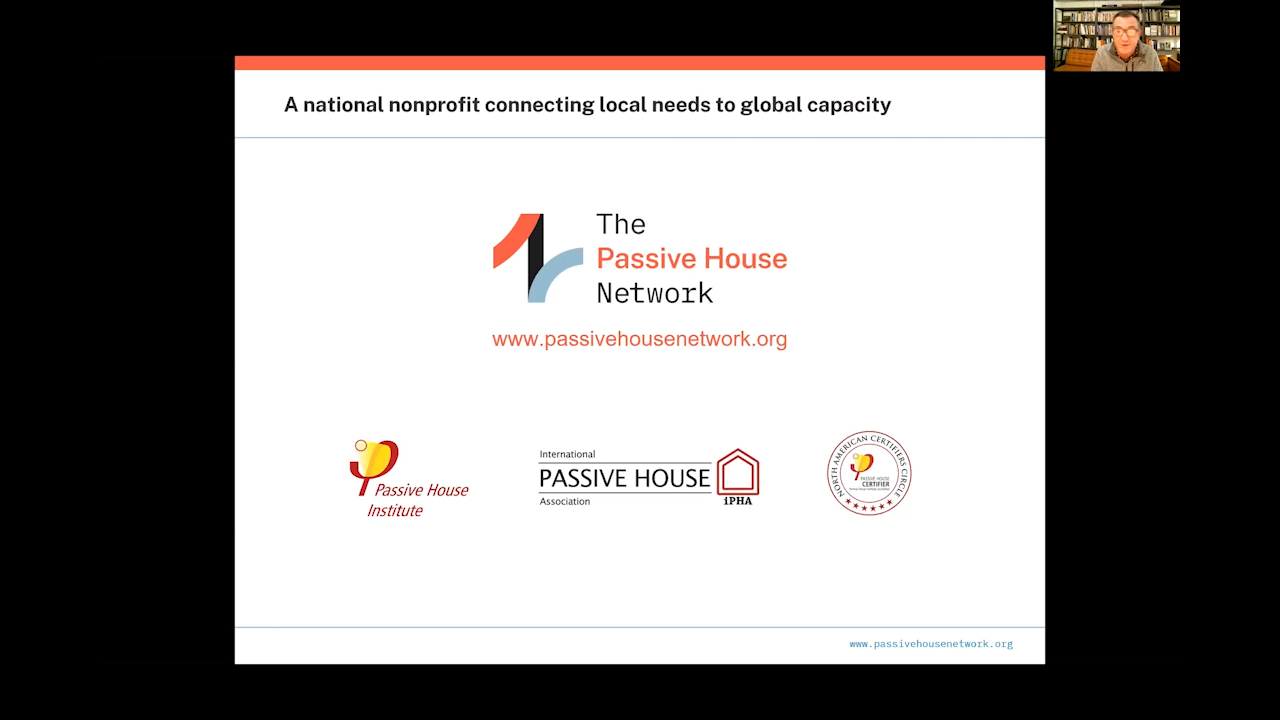 A national nonprofit connecting local needs to global capacity
The
Passive House
Network
www.passivehousenetwork.org
Passive House
Institute
International
PASSIVE HOUSE
Association
iPHA
NORTH AMERICAN CERTIFIERS CIRCLE
PASSIVE HOUSE
CERTIFIER
www.passivehousenetwork.org